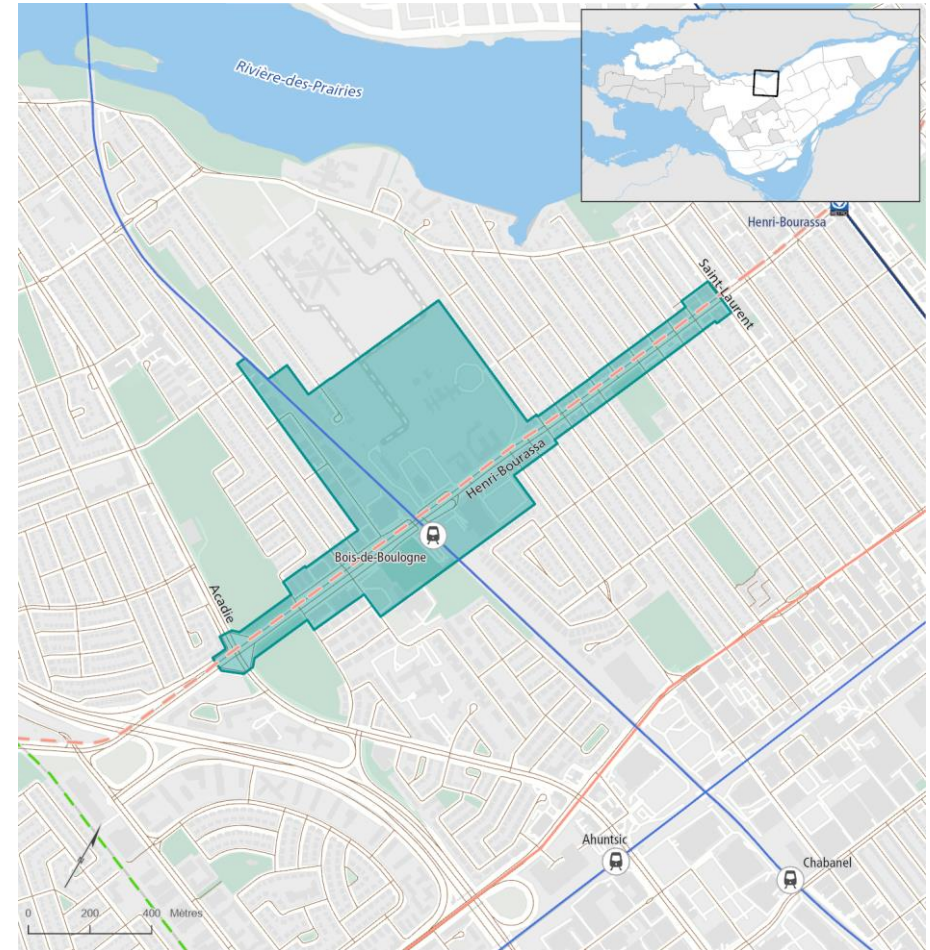 Rivière-des-Prairies
Henri-Bourassa
Saint-Laurent
Henri-Bourassa
Bois-de-Boulogne
Acadie
Ahuntsic
Chabanel
0 200 400 Mètres